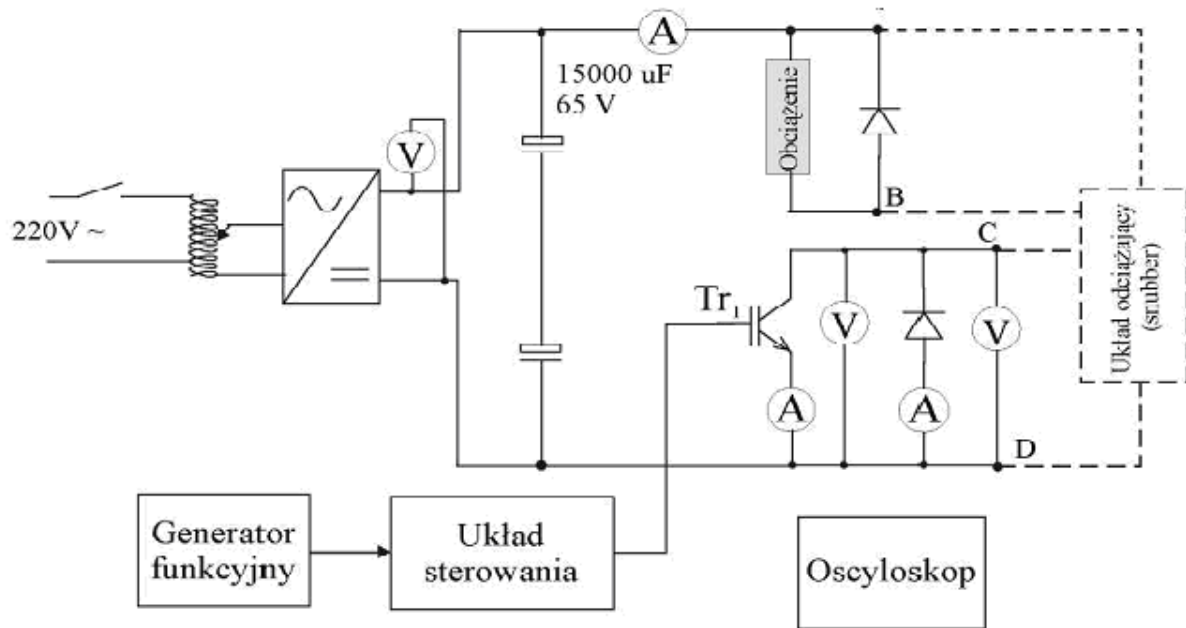 A
15000 uF
65 V
V
220V ~
Obciążenie
B
C
Układ odciążający
(snubber)
Tr1
V
V
A
A
D
Generator
funkcyjny
Układ
sterowania
Oscyloskop